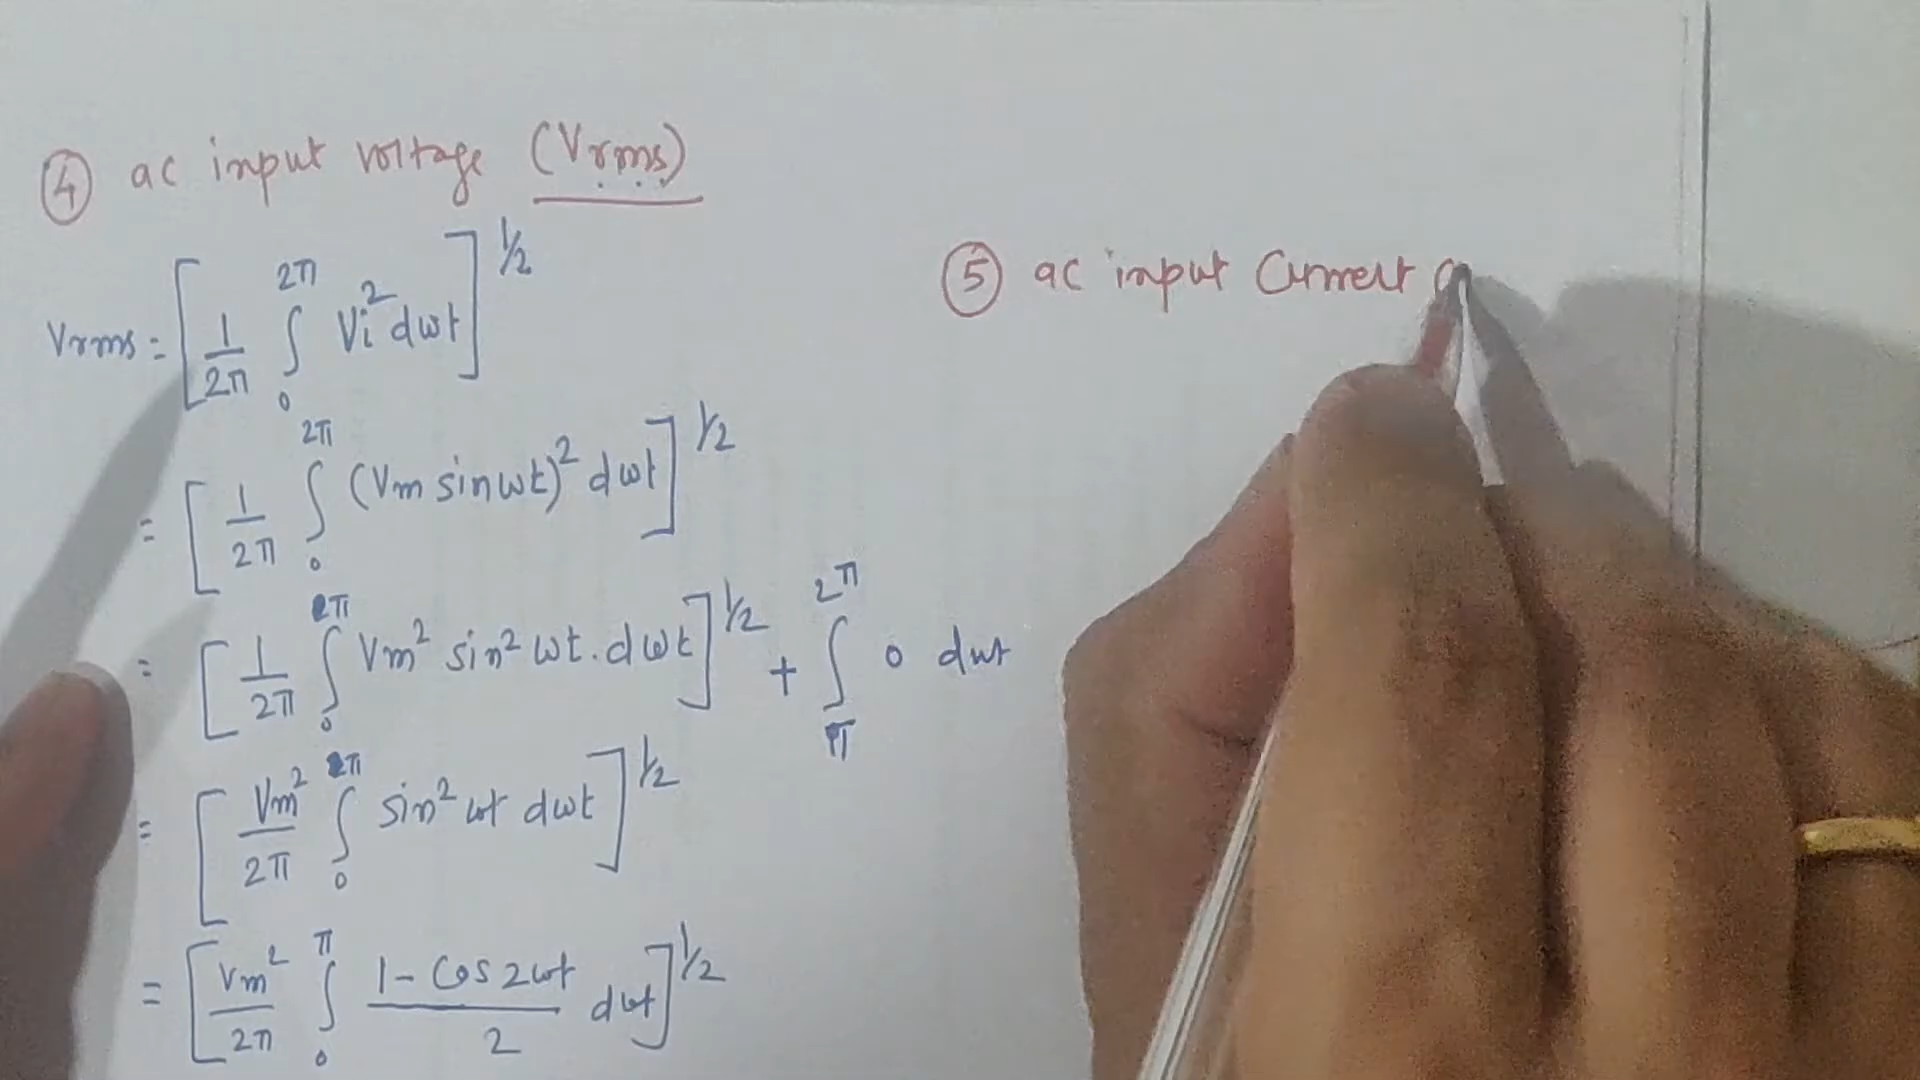 ④ ac input voltage (Vrms)
Vrms = [ 1/2π ∫₀^2π Vi² dωt ]^1/2
= [ 1/2π ∫₀^2π (Vm sinωt)² dωt ]^1/2
= [ 1/2π ∫₀^2π Vm² sin² ωt . dωt ]^1/2 + ∫_π^2π 0 dωt
= [ Vm²/2π ∫₀^2π sin² ωt dωt ]^1/2
= [ Vm²/2π ∫₀^π 1 - Cos 2ωt / 2 dωt ]^1/2
⑤ ac input Current (